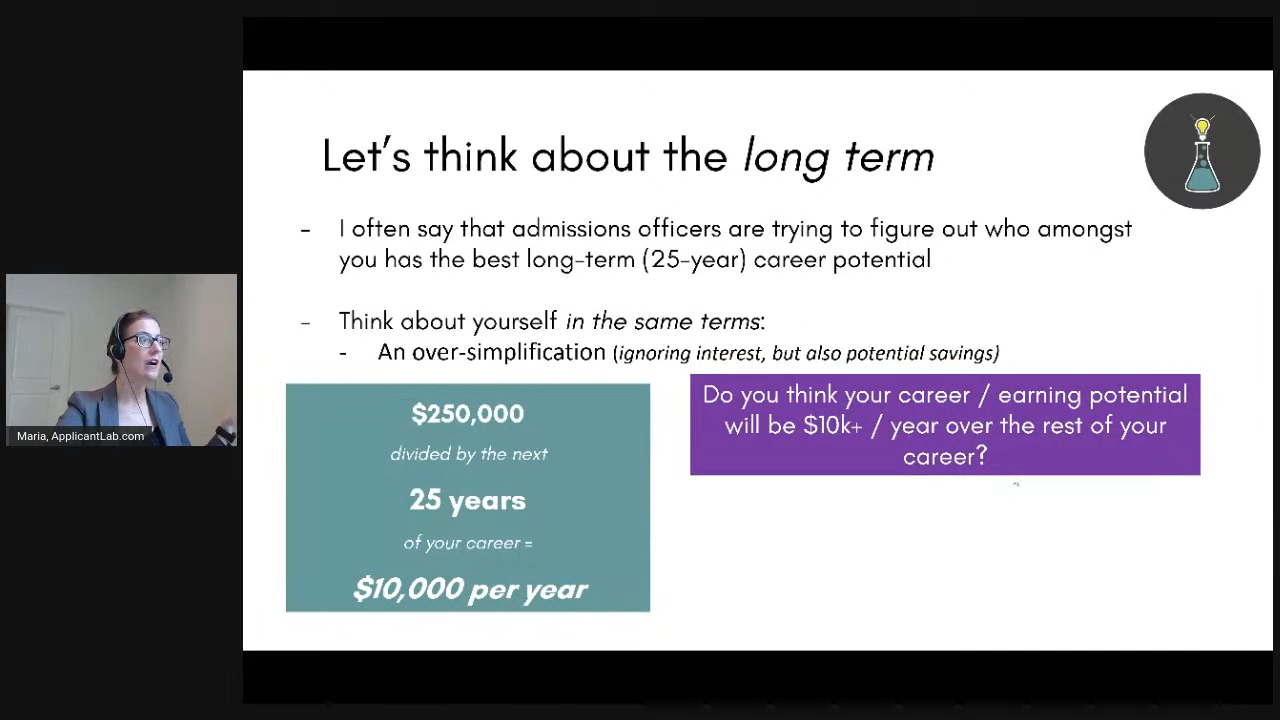 Let's think about the long term
- I often say that admissions officers are trying to figure out who amongst
you has the best long-term (25-year) career potential
- Think about yourself in the same terms:
- An over-simplification (ignoring interest, but also potential savings)
$250,000
divided by the next
25 years
of your career =
$10,000 per year
Do you think your career / earning potential
will be $10k+ / year over the rest of your
career?
Maria, ApplicantLab.com